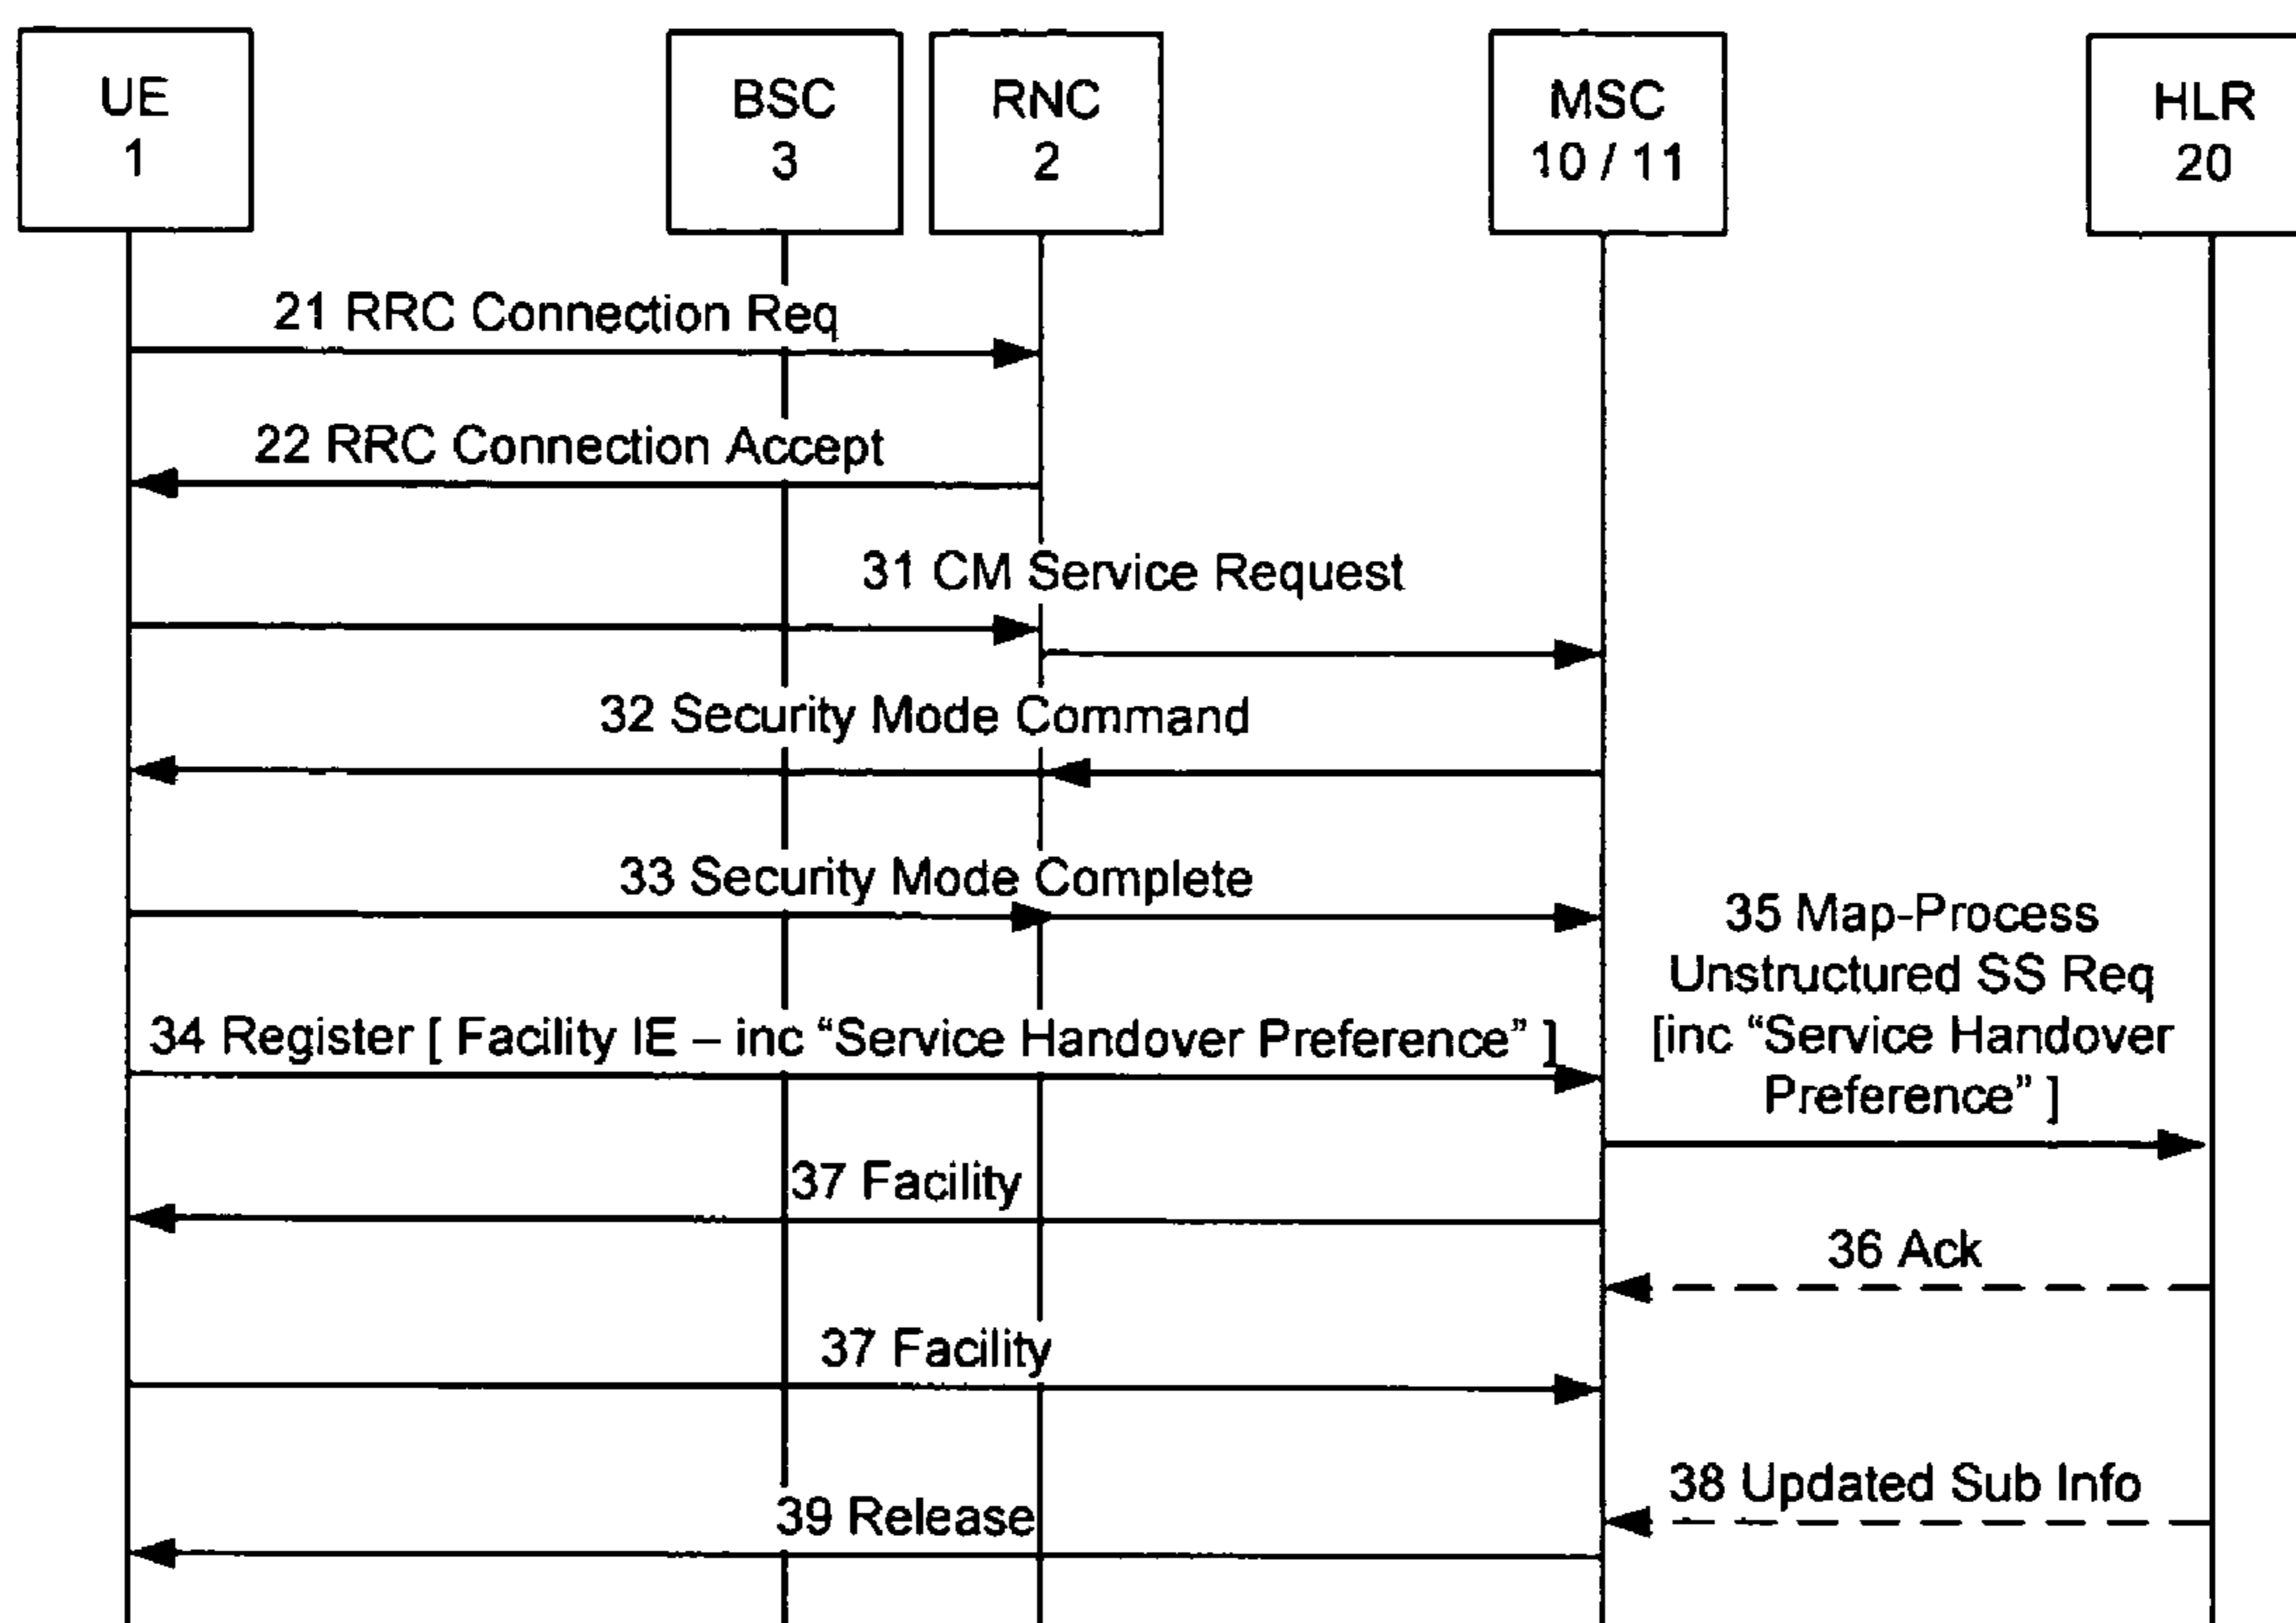 UE
1
BSC
3
RNC
2
MSC
10 / 11
HLR
20
21 RRC Connection Req
22 RRC Connection Accept
31 CM Service Request
32 Security Mode Command
33 Security Mode Complete
35 Map-Process
Unstructured SS Req
[inc “Service Handover
Preference” ]
34 Register [ Facility IE – inc “Service Handover Preference” ]
37 Facility
36 Ack
37 Facility
38 Updated Sub Info
39 Release